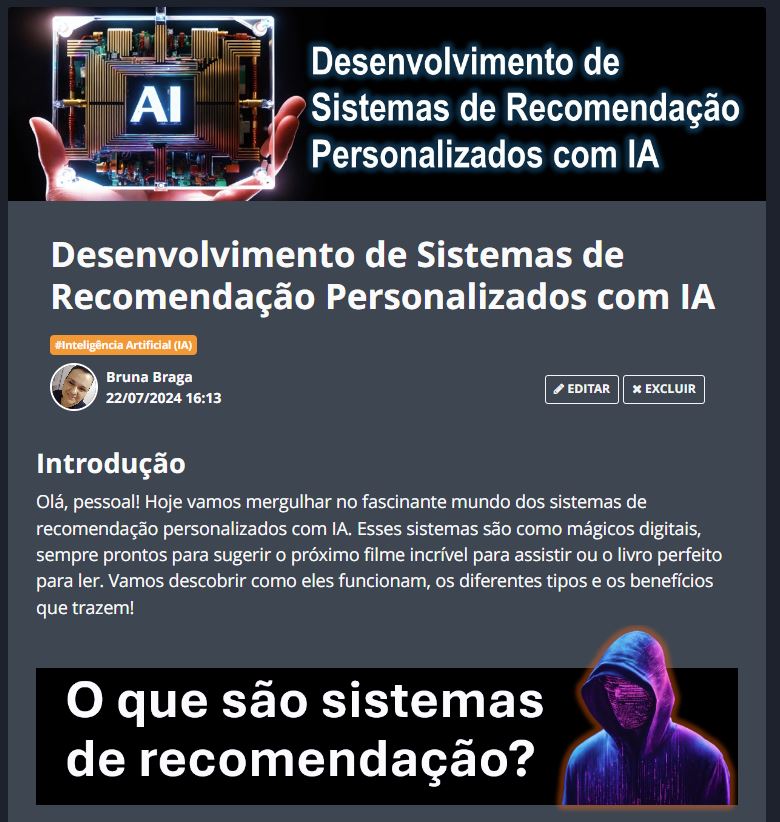 AI
Desenvolvimento de
Sistemas de Recomendação
Personalizados com IA
Desenvolvimento de Sistemas de
Recomendação Personalizados com IA
#Inteligência Artificial (IA)
Bruna Braga
22/07/2024 16:13
EDITAR
EXCLUIR
Introdução
Olá, pessoal! Hoje vamos mergulhar no fascinante mundo dos sistemas de
recomendação personalizados com IA. Esses sistemas são como mágicos digitais,
sempre prontos para sugerir o próximo filme incrível para assistir ou o livro perfeito
para ler. Vamos descobrir como eles funcionam, os diferentes tipos e os benefícios
que trazem!
O que são sistemas
de recomendação?